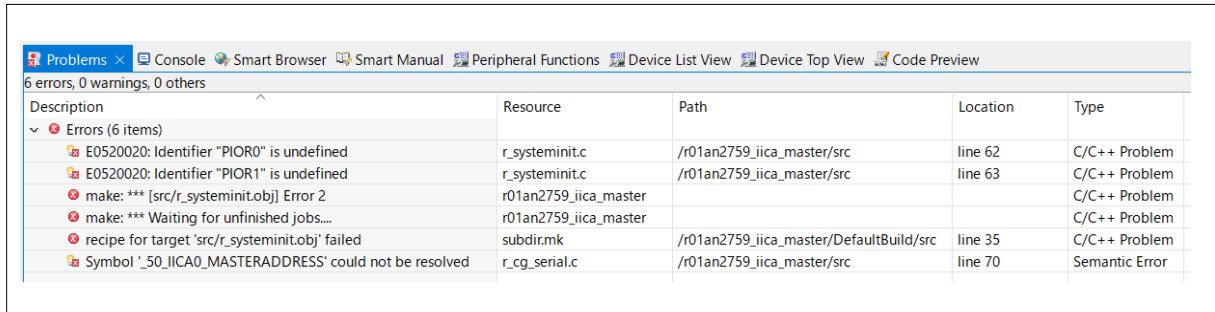 Problems Console Smart Browser Smart Manual Peripheral Functions Device List View Device Top View Code Preview
6 errors, 0 warnings, 0 others
Description Resource Path Location Type
Errors (6 items)
E0520020: Identifier "PIOR0" is undefined r_systeminit.c /r01an2759_iica_master/src line 62 C/C++ Problem
E0520020: Identifier "PIOR1" is undefined r_systeminit.c /r01an2759_iica_master/src line 63 C/C++ Problem
make: *** [src/r_systeminit.obj] Error 2 r01an2759_iica_master C/C++ Problem
make: *** Waiting for unfinished jobs.... r01an2759_iica_master C/C++ Problem
recipe for target 'src/r_systeminit.obj' failed subdir.mk /r01an2759_iica_master/DefaultBuild/src line 35 C/C++ Problem
Symbol '_50_IICA0_MASTERADDRESS' could not be resolved r_cg_serial.c /r01an2759_iica_master/src line 70 Semantic Error